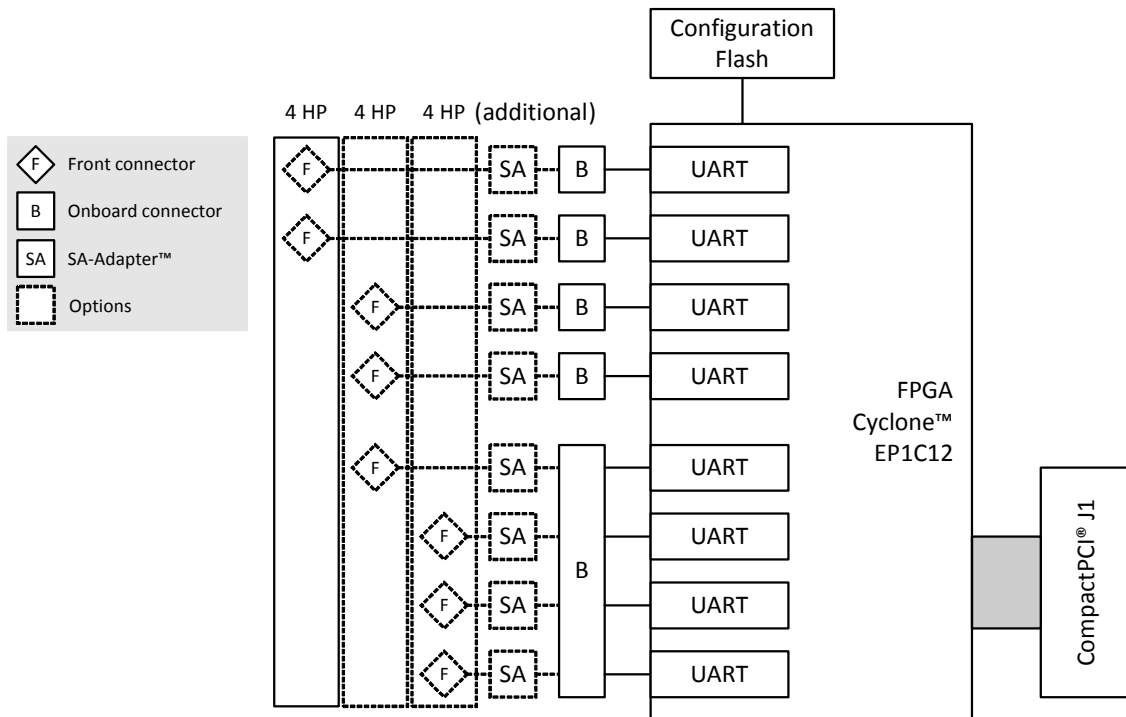 Configuration
Flash
4 HP 4 HP 4 HP (additional)
F Front connector
B Onboard connector
SA SA-Adapter™
Options
F SA B UART
F SA B UART
F SA B UART
F SA B UART
FPGA
Cyclone™
EP1C12
F SA UART
F SA UART
B
F SA UART
F SA UART
CompactPCI® J1